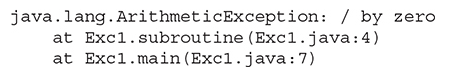 java.lang.ArithmeticException: / by zero
    at Exc1.subroutine(Exc1.java:4)
    at Exc1.main(Exc1.java:7)